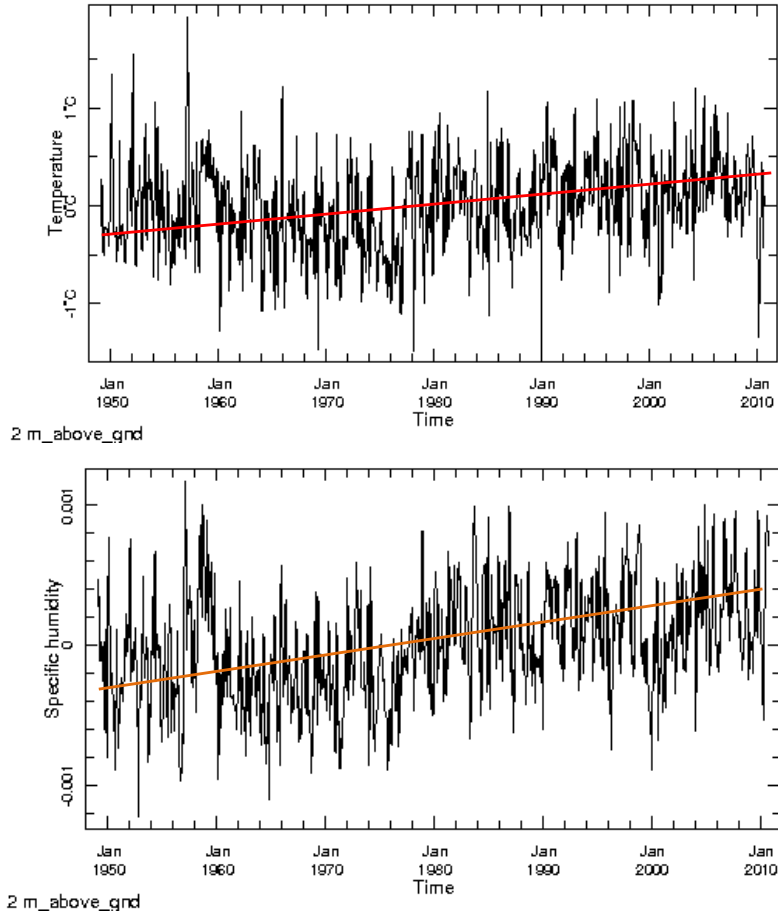 1°C
0°C
-1°C
Temperature
Jan Jan Jan Jan Jan Jan Jan
1950 1960 1970 1980 1990 2000 2010
Time
2 m_above_gnd
0.001
0
-0.001
Specific humidity
Jan Jan Jan Jan Jan Jan Jan
1950 1960 1970 1980 1990 2000 2010
Time
2 m_above_gnd